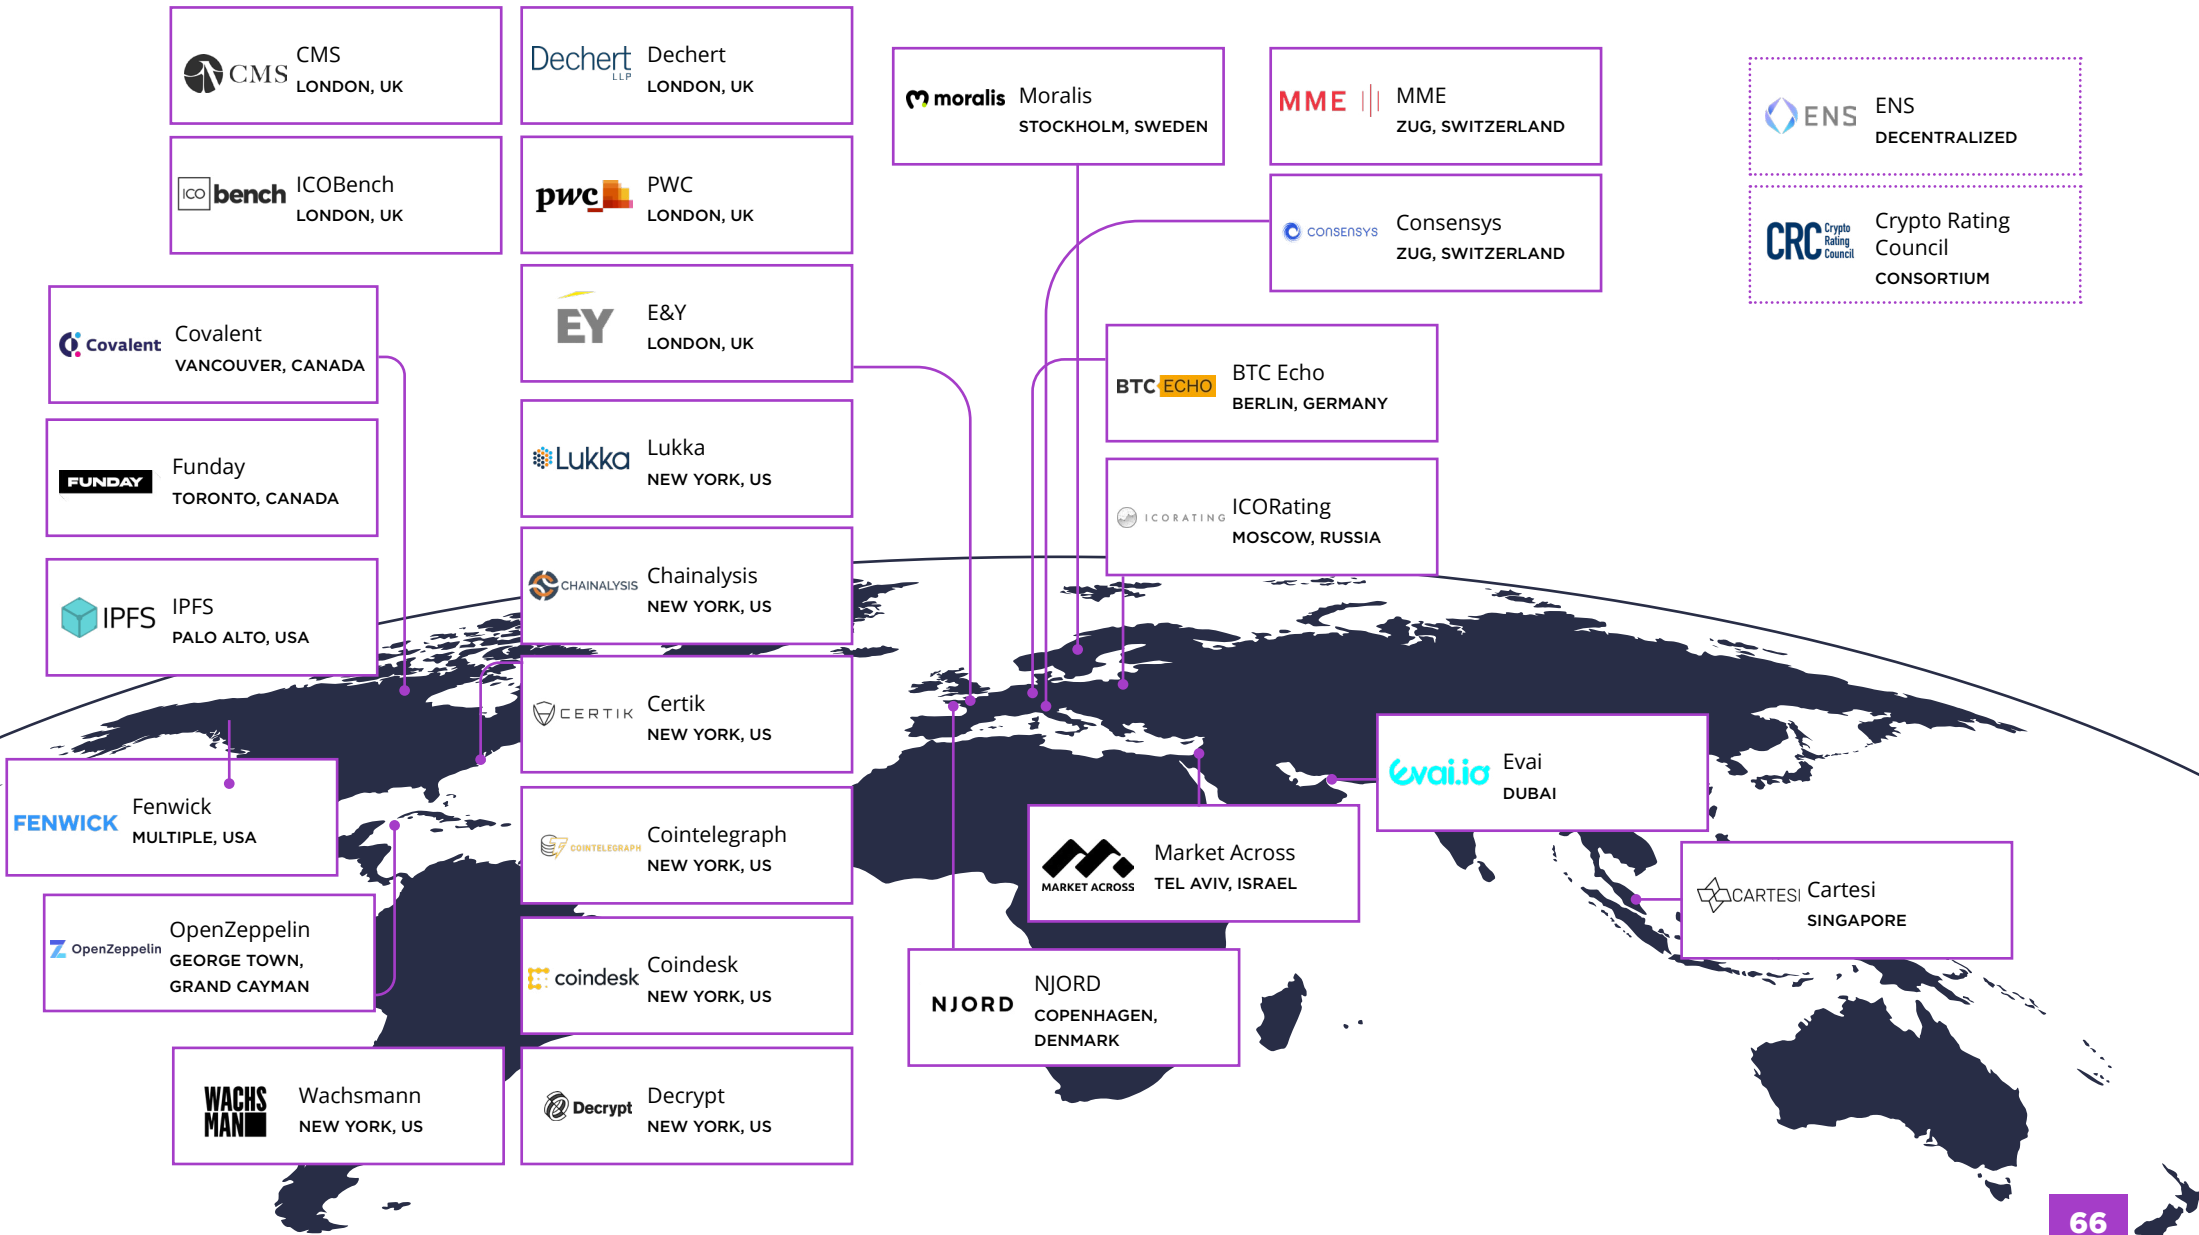 CMS
CMS
LONDON, UK
Dechert
LLP
Dechert
LONDON, UK
moralis
Moralis
STOCKHOLM, SWEDEN
MME
MME
ZUG, SWITZERLAND
ENS
ENS
DECENTRALIZED
ICO bench
ICOBench
LONDON, UK
pwc
PWC
LONDON, UK
CONSENSYS
Consensys
ZUG, SWITZERLAND
CRC Crypto
Rating
Council
Crypto Rating
Council
CONSORTIUM
EY
E&Y
LONDON, UK
Covalent
Covalent
VANCOUVER, CANADA
BTC ECHO
BTC Echo
BERLIN, GERMANY
Lukka
Lukka
NEW YORK, US
FUNDAY
Funday
TORONTO, CANADA
ICORATING
ICORating
MOSCOW, RUSSIA
CHAINALYSIS
Chainalysis
NEW YORK, US
IPFS
IPFS
PALO ALTO, USA
CERTIK
Certik
NEW YORK, US
Evai.io
Evai
DUBAI
FENWICK
Fenwick
MULTIPLE, USA
COINTELEGRAPH
Cointelegraph
NEW YORK, US
MARKET ACROSS
Market Across
TEL AVIV, ISRAEL
CARTESI
Cartesi
SINGAPORE
OpenZeppelin
OpenZeppelin
GEORGE TOWN,
GRAND CAYMAN
coindesk
Coindesk
NEW YORK, US
NJORD
NJORD
COPENHAGEN,
DENMARK
WACHS
MAN
Wachsmann
NEW YORK, US
Decrypt
Decrypt
NEW YORK, US
66